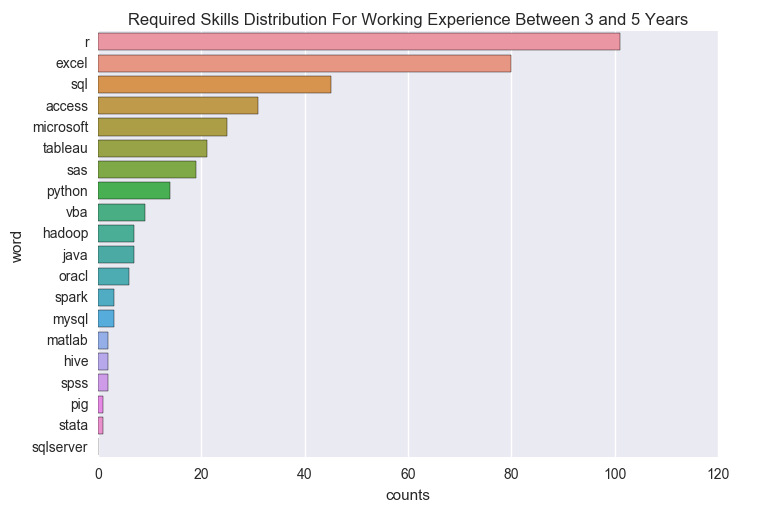 Required Skills Distribution For Working Experience Between 3 and 5 Years
r
excel
sql
access
microsoft
tableau
sas
python
vba
hadoop
java
oracl
spark
mysql
matlab
hive
spss
pig
stata
sqlserver
word
0 20 40 60 80 100 120
counts